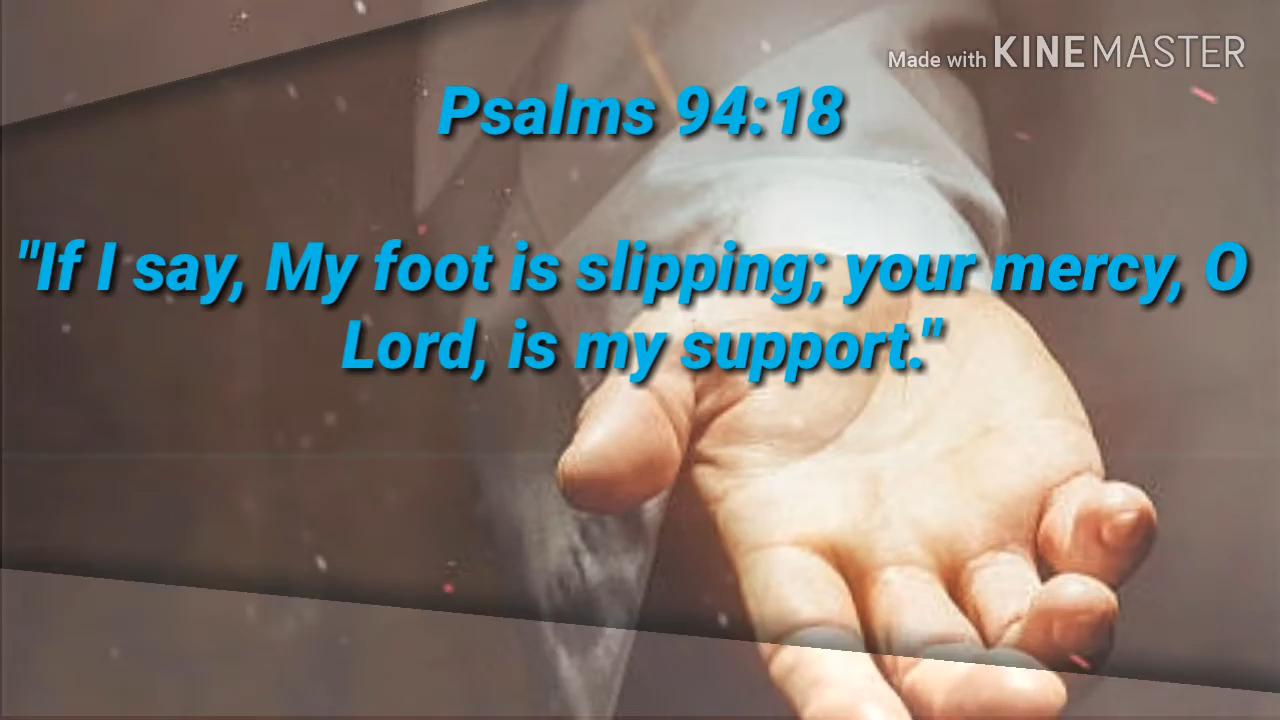 Made with KINEMASTER
Psalms 94:18
"If I say, My foot is slipping; your mercy, O
Lord, is my support."